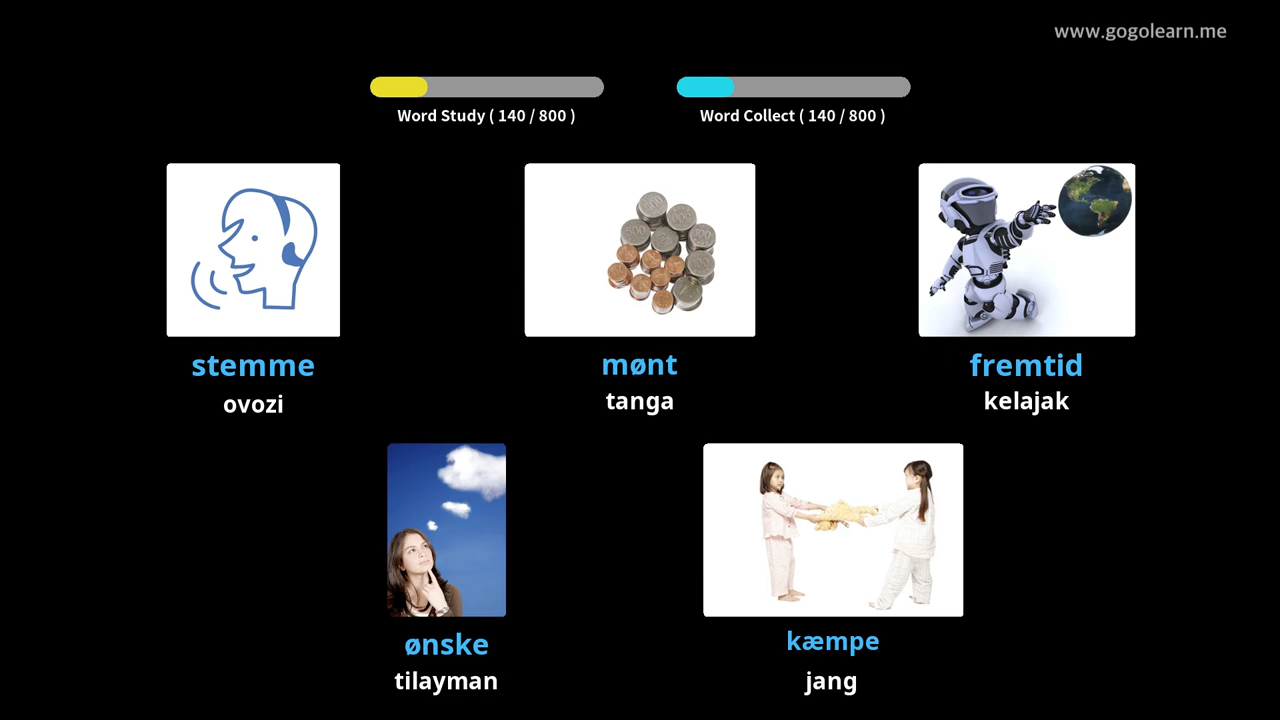 www.gogolearn.me
Word Study ( 140 / 800 )
Word Collect ( 140 / 800 )
stemme
ovozi
mønt
tanga
fremtid
kelajak
ønske
tilayman
kæmpe
jang